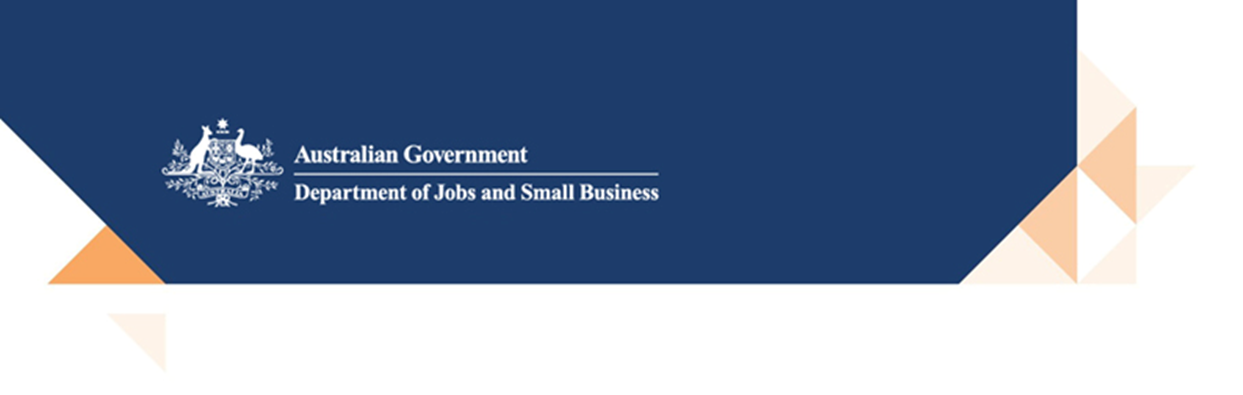 Australian Government
Department of Jobs and Small Business